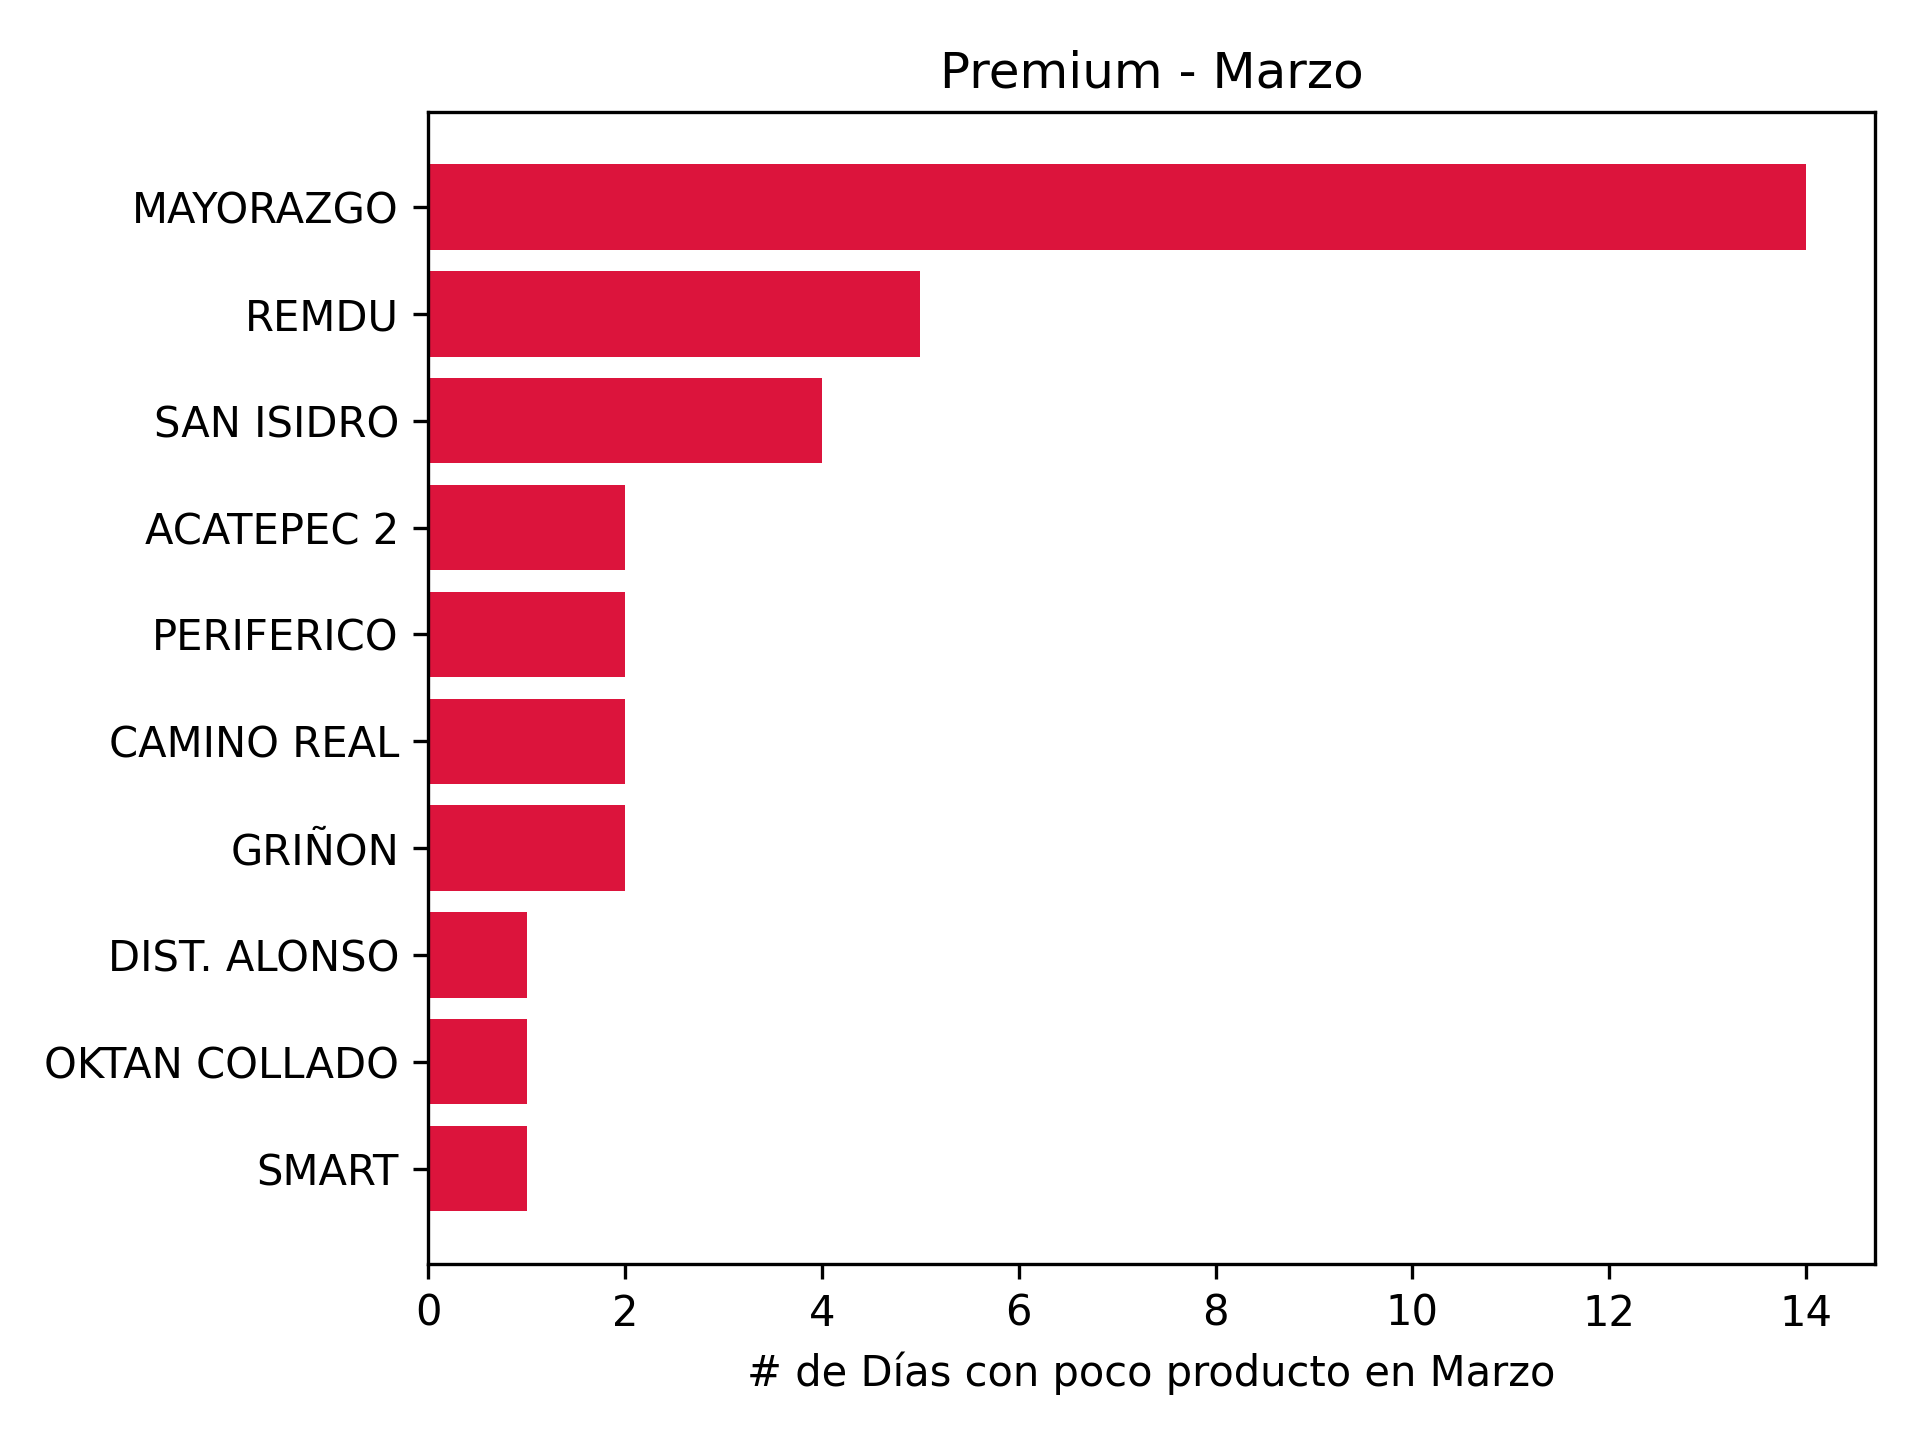 Premium - Marzo
MAYORAZGO
REMDU
SAN ISIDRO
ACATEPEC 2
PERIFERICO
CAMINO REAL
GRIÑON
DIST. ALONSO
OKTAN COLLADO
SMART
0 2 4 6 8 10 12 14
# de Días con poco producto en Marzo